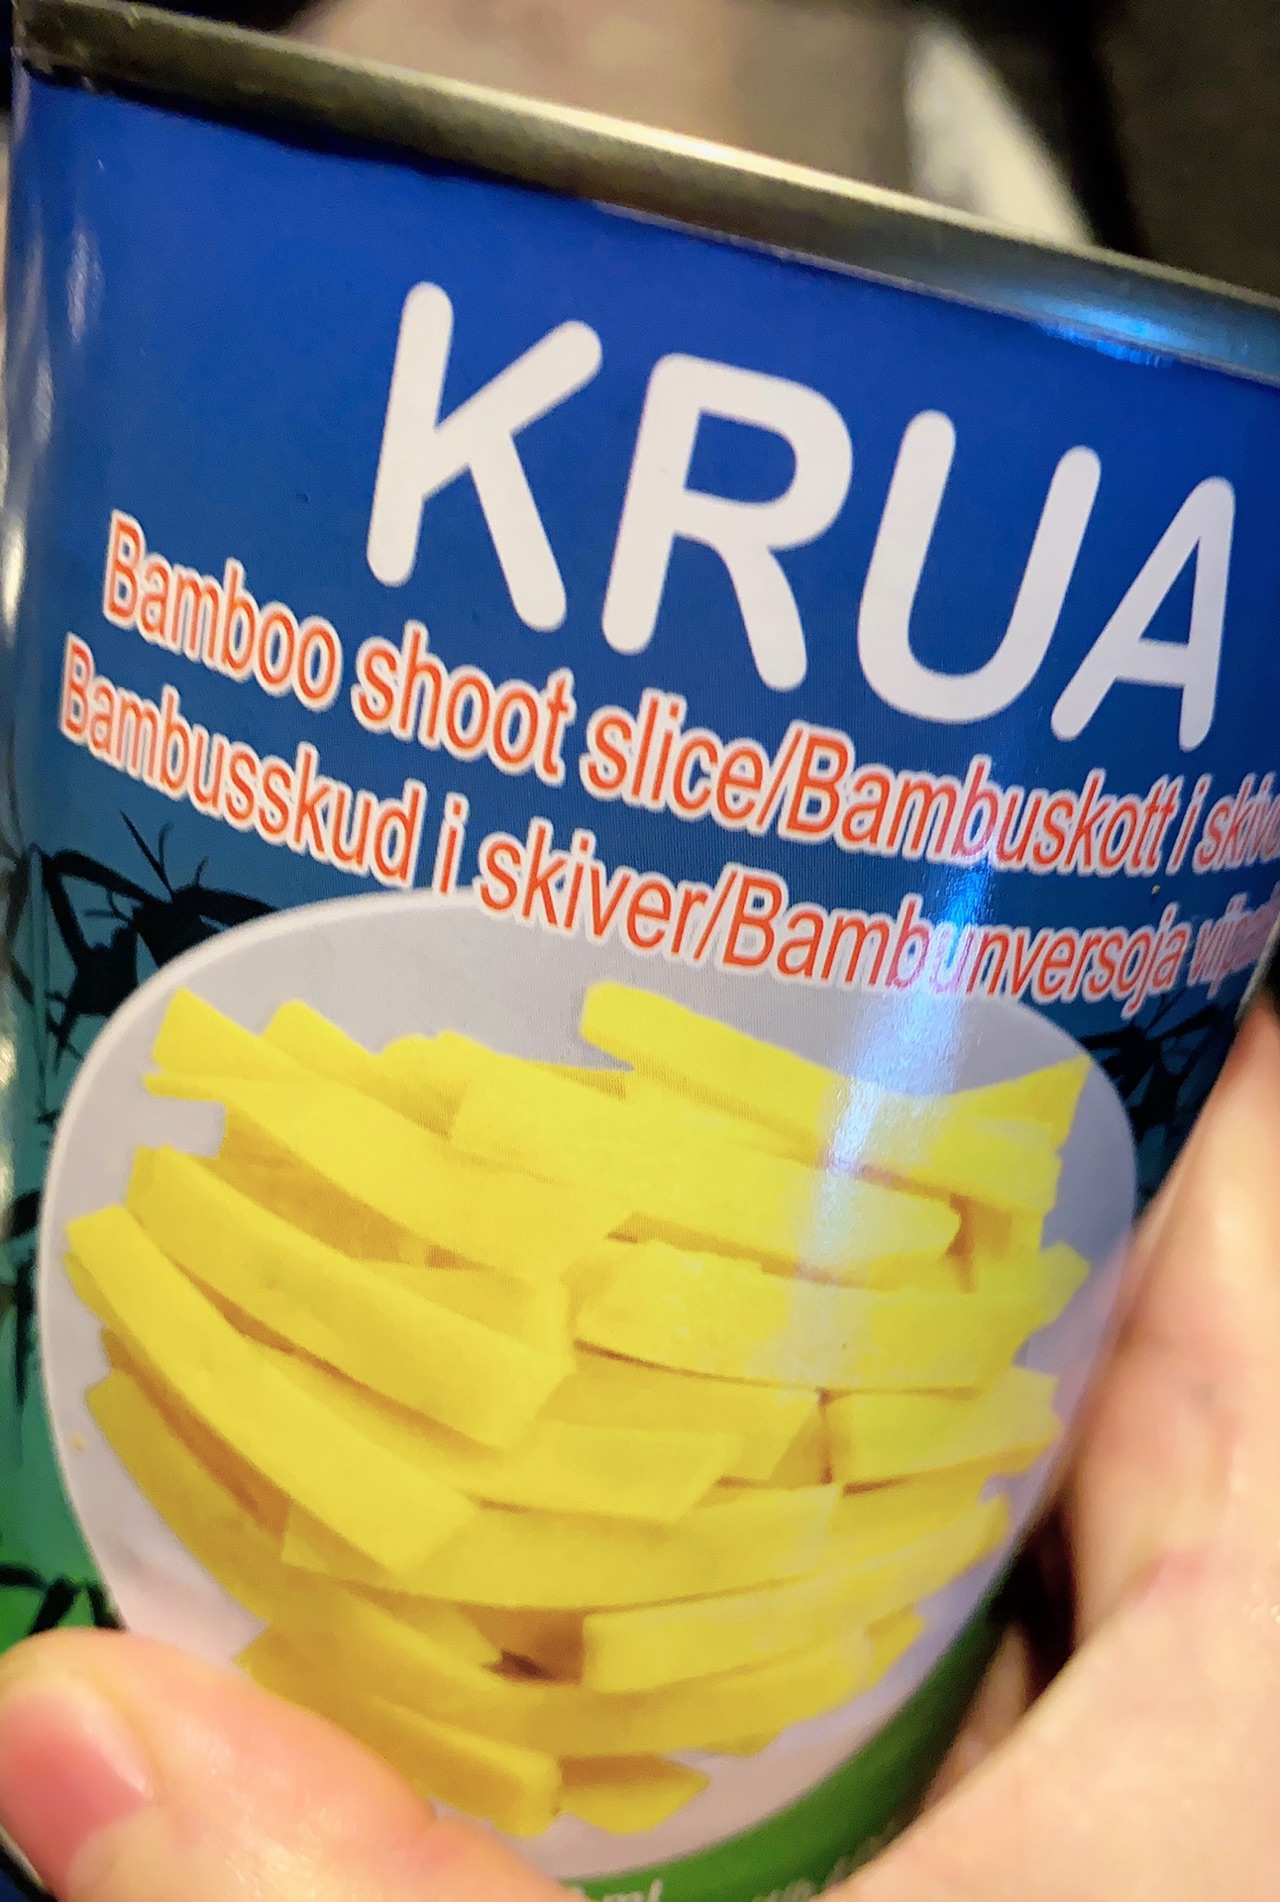 KRUA
Bamboo shoot slice/Bambuskott i
Bambusskud i skiver/Bambunversoja